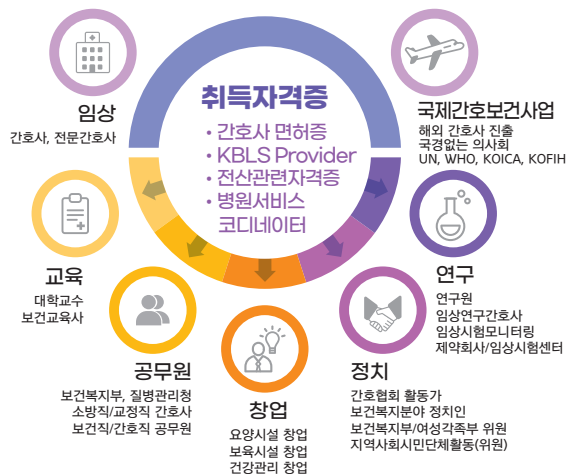 취득자격증
• 간호사 면허증
• KBLS Provider
• 전산관련자격증
• 병원서비스
코디네이터
임상
간호사, 전문간호사
국제간호보건사업
해외 간호사 진출
국경없는 의사회
UN, WHO, KOICA, KOFIH
교육
대학교수
보건교육사
연구
연구원
임상연구간호사
임상시험모니터링
제약회사/임상시험센터
공무원
보건복지부, 질병관리청
소방직/교정직 간호사
보건직/간호직 공무원
창업
요양시설 창업
보육시설 창업
건강관리 창업
정치
간호협회 활동가
보건복지분야 정치인
보건복지부/여성각족부 위원
지역사회시민단체활동(위원)